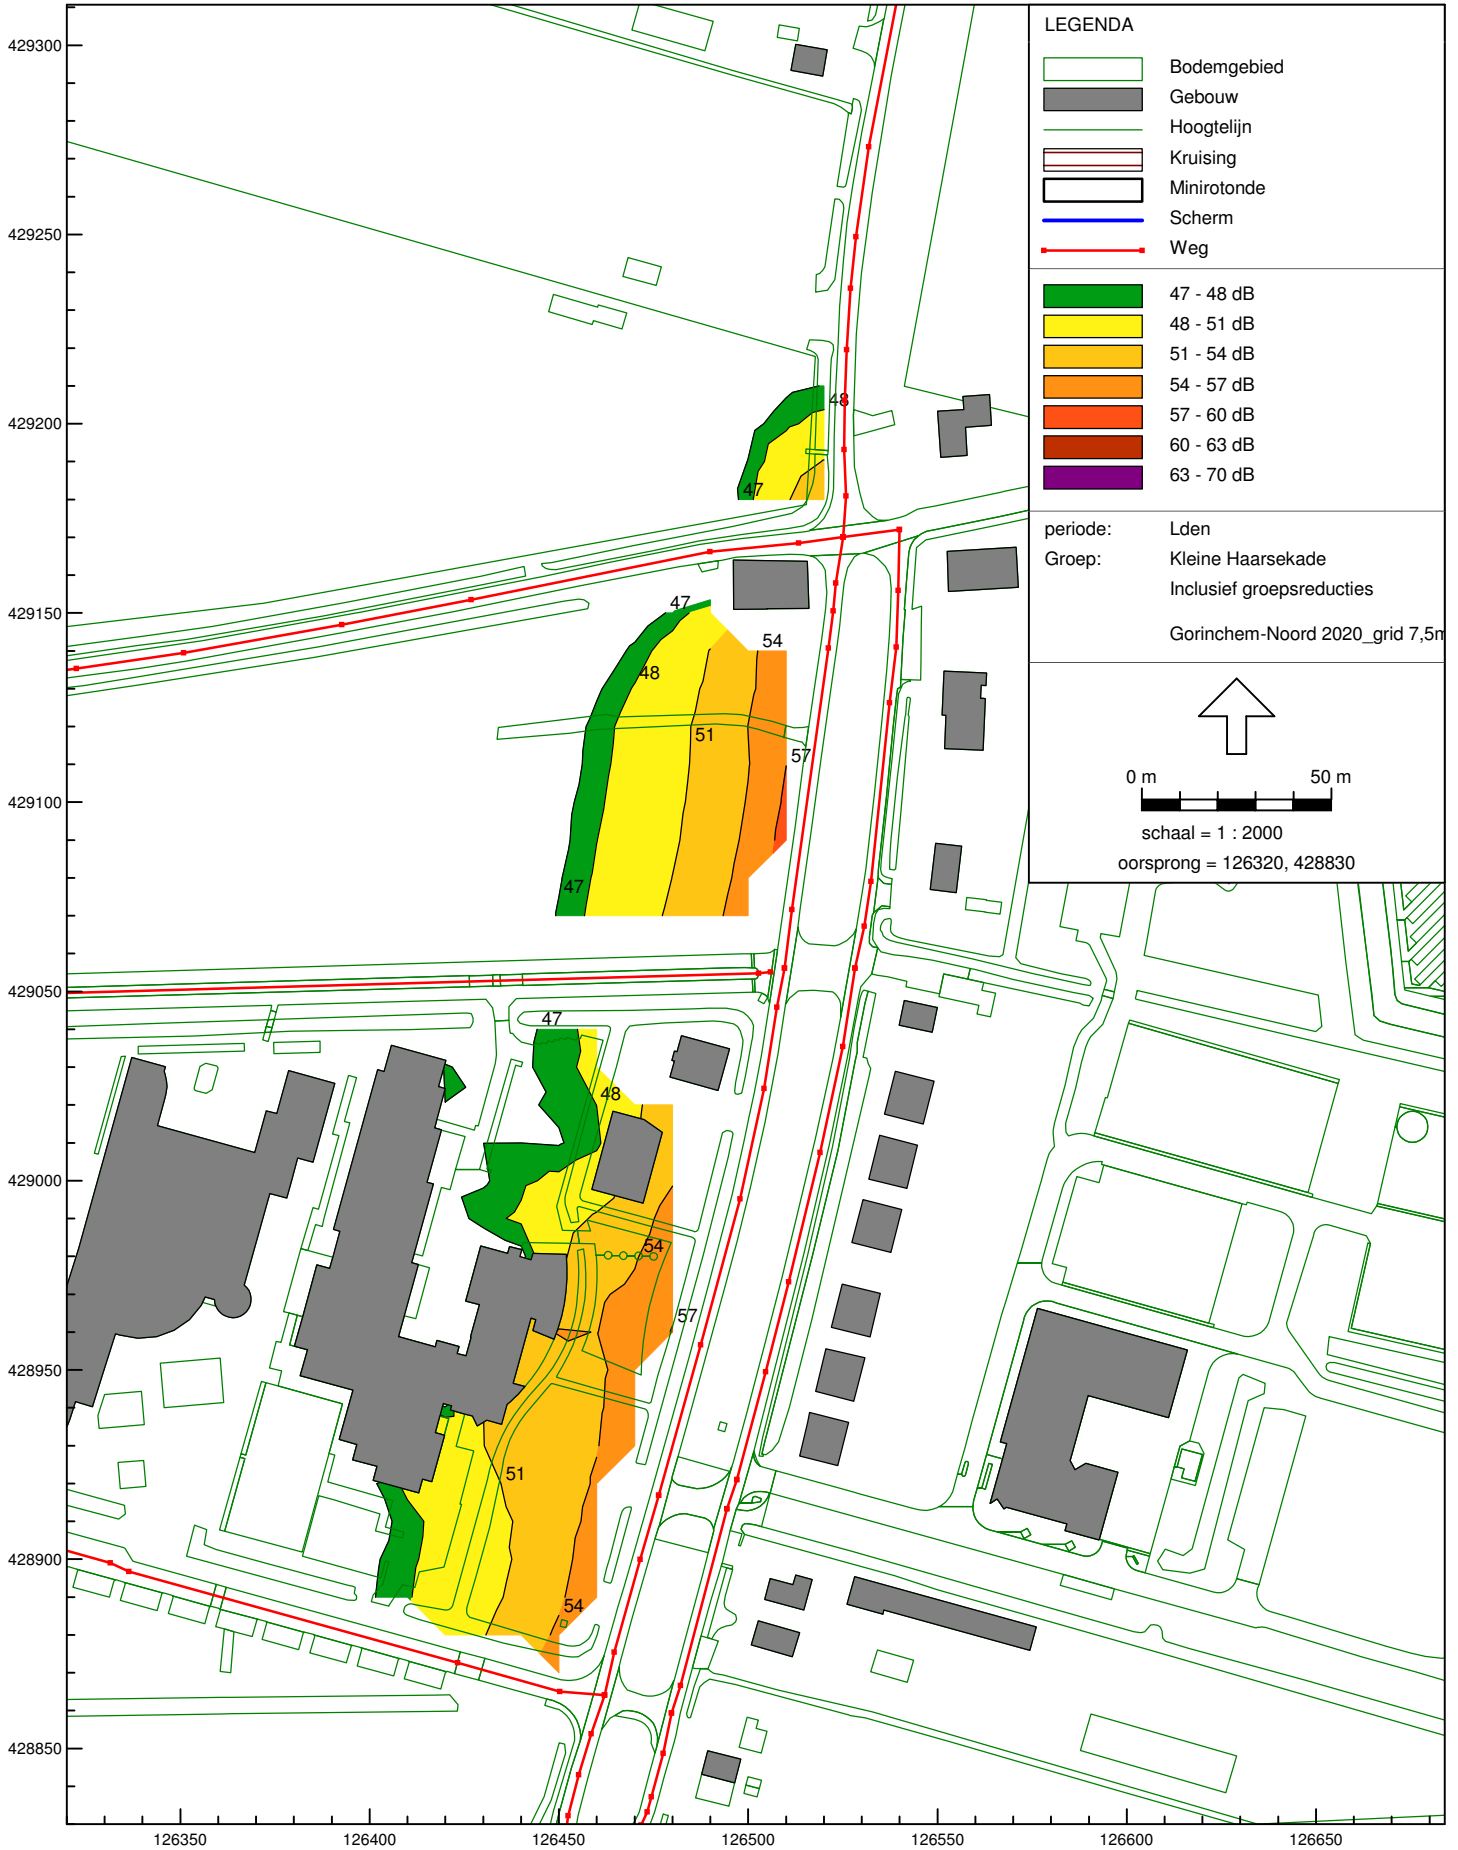 LEGENDA
Bodemgebied
Gebouw
Hoogtelijn
Kruising
Minirotonde
Scherm
Weg
47 - 48 dB
48 - 51 dB
51 - 54 dB
54 - 57 dB
57 - 60 dB
60 - 63 dB
63 - 70 dB
periode: Lden
Groep: Kleine Haarsekade
Inclusief groepsreducties
Gorinchem-Noord 2020_grid 7,5m
0 m 50 m
schaal = 1 : 2000
oorsprong = 126320, 428830
429300
429250
429200
429150
429100
429050
429000
428950
428900
428850
48
47
47
54
48
51
57
47
47
48
54
57
51
54
126350 126400 126450 126500 126550 126600 126650